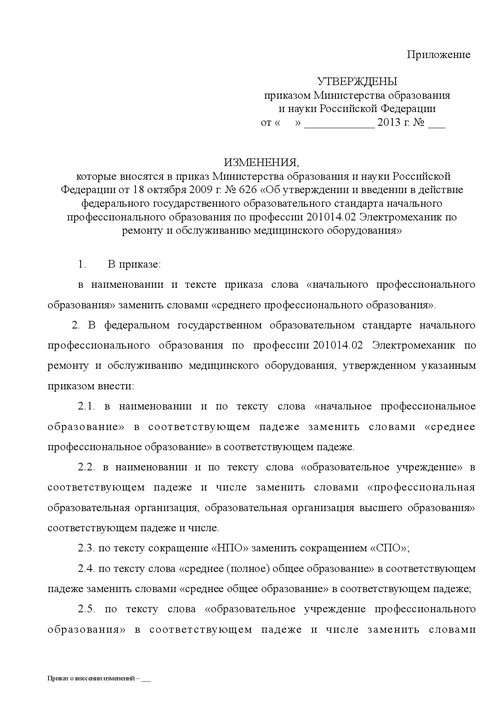 Приложение
УТВЕРЖДЕНЫ
приказом Министерства образования
и науки Российской Федерации
от « » ____________ 2013 г. № ___
ИЗМЕНЕНИЯ,
которые вносятся в приказ Министерства образования и науки Российской
Федерации от 18 октября 2009 г. № 626 «Об утверждении и введении в действие
федерального государственного образовательного стандарта начального
профессионального образования по профессии 201014.02 Электромеханик по
ремонту и обслуживанию медицинского оборудования»
1. В приказе:
в наименовании и тексте приказа слова «начального профессионального
образования» заменить словами «среднего профессионального образования».
2. В федеральном государственном образовательном стандарте начального
профессионального образования по профессии 201014.02 Электромеханик по
ремонту и обслуживанию медицинского оборудования, утвержденном указанным
приказом внести:
2.1. в наименовании и по тексту слова «начальное профессиональное
образование» в соответствующем падеже заменить словами «среднее
профессиональное образование» в соответствующем падеже.
2.2. в наименовании и по тексту слова «образовательное учреждение» в
соответствующем падеже и числе заменить словами «профессиональная
образовательная организация, образовательная организация высшего образования»
соответствующем падеже и числе.
2.3. по тексту сокращение «НПО» заменить сокращением «СПО»;
2.4. по тексту слова «среднее (полное) общее образование» в соответствующем
падеже заменить словами «среднее общее образование» в соответствующем падеже;
2.5. по тексту слова «образовательное учреждение профессионального
образования» в соответствующем падеже и числе заменить словами
Приказ о внесении изменений – ___